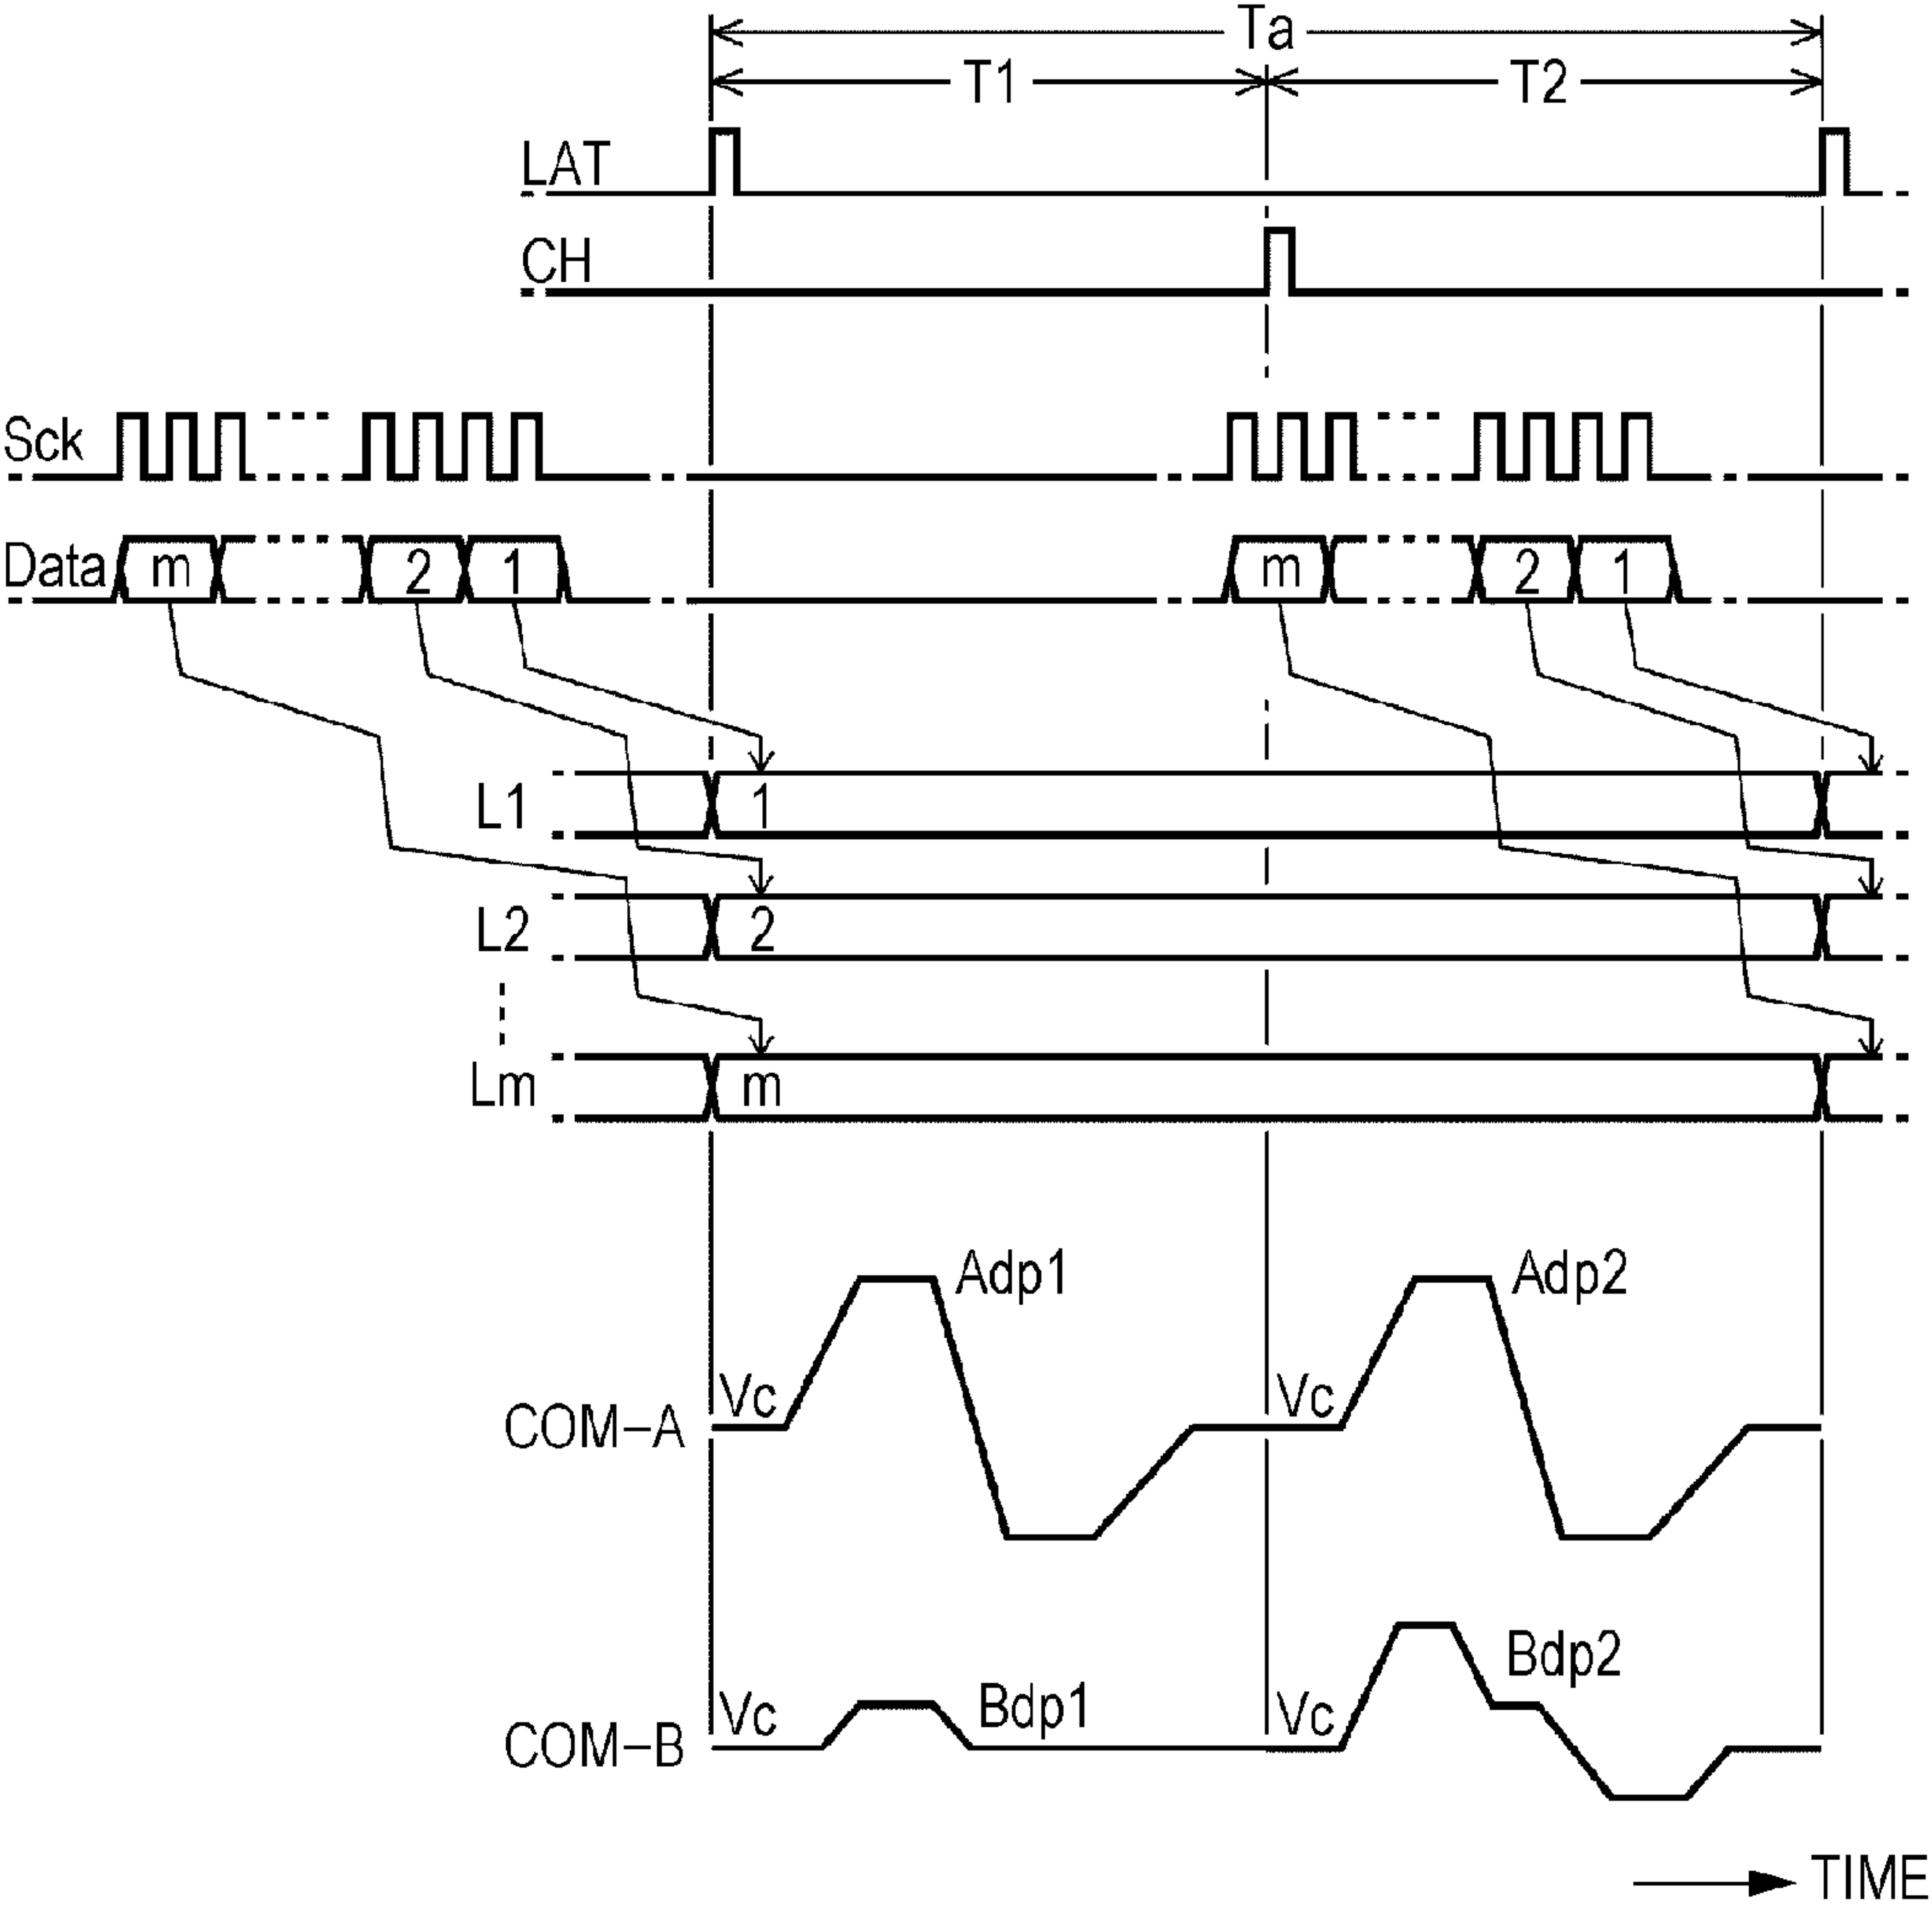 Ta
T1 T2
LAT
CH
Sck
Data m 2 1 m 2 1
L1 1
L2 2
Lm m
Adp1 Adp2
Vc Vc
COM-A
Bdp2
Bdp1
Vc Vc
COM-B
TIME